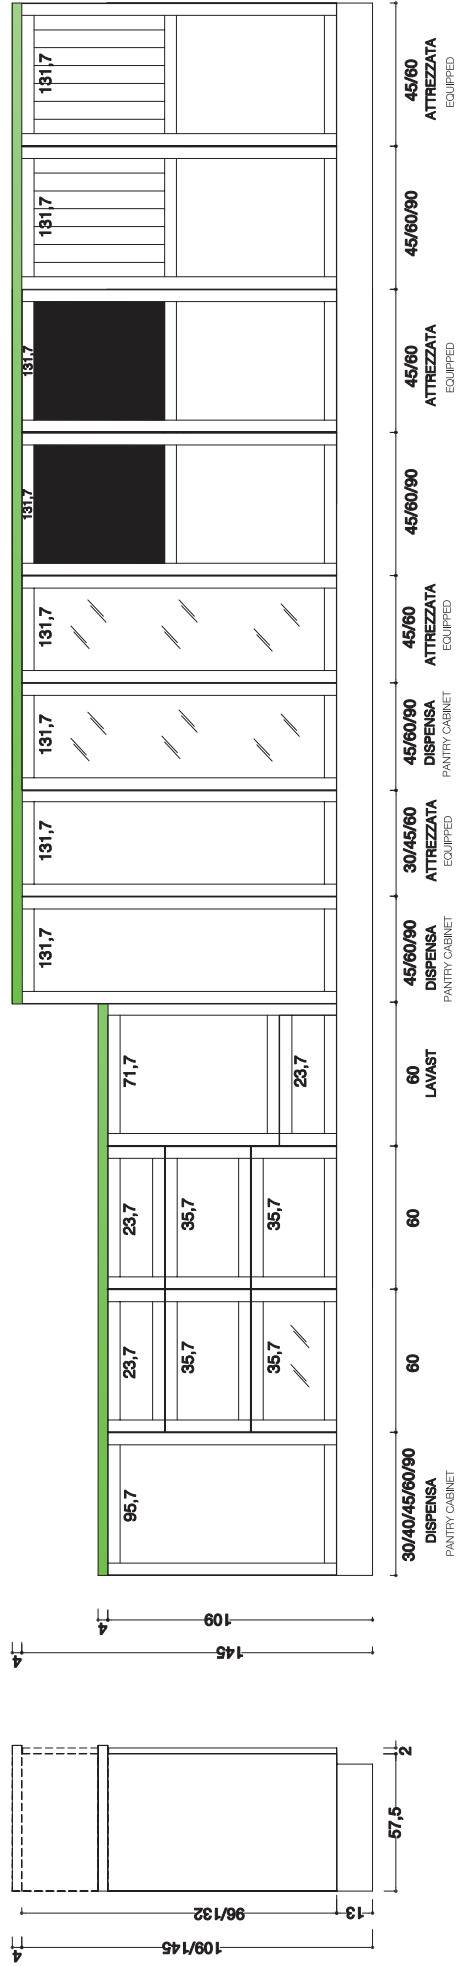 4
109/145
96/132
13
57,5
2
4
145
4
109
95,7
23,7
23,7
71,7
131,7
131,7
131,7
131,7
131,7
131,7
131,7
131,7
35,7
35,7
35,7
35,7
23,7
30/40/45/60/90
DISPENSA
PANTRY CABINET
60
60
60
LAVAST
45/60/90
DISPENSA
PANTRY CABINET
30/45/60
ATTREZZATA
EQUIPPED
45/60/90
DISPENSA
PANTRY CABINET
45/60
ATTREZZATA
EQUIPPED
45/60/90
45/60
ATTREZZATA
EQUIPPED
45/60/90
45/60
ATTREZZATA
EQUIPPED